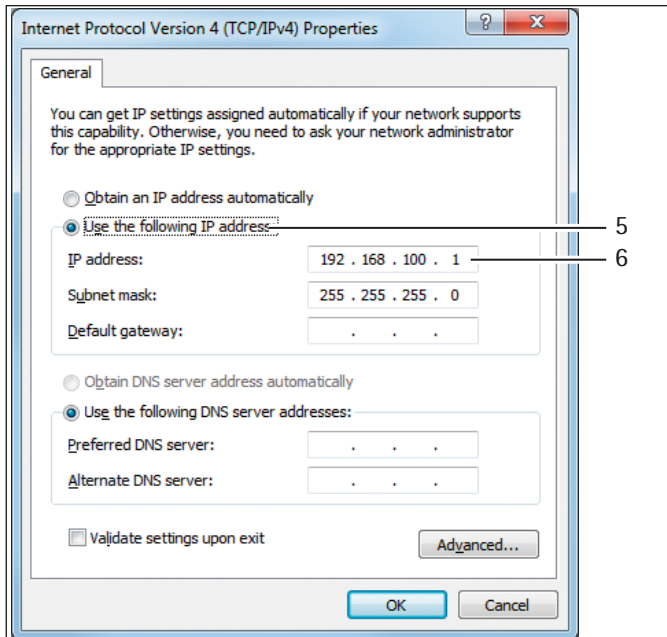 Internet Protocol Version 4 (TCP/IPv4) Properties
General
You can get IP settings assigned automatically if your network supports
this capability. Otherwise, you need to ask your network administrator
for the appropriate IP settings.
Obtain an IP address automatically
Use the following IP address 5
IP address: 192 . 168 . 100 . 1 6
Subnet mask: 255 . 255 . 255 . 0
Default gateway: . . .
Obtain DNS server address automatically
Use the following DNS server addresses:
Preferred DNS server: . . .
Alternate DNS server: . . .
Validate settings upon exit
Advanced...
OK Cancel